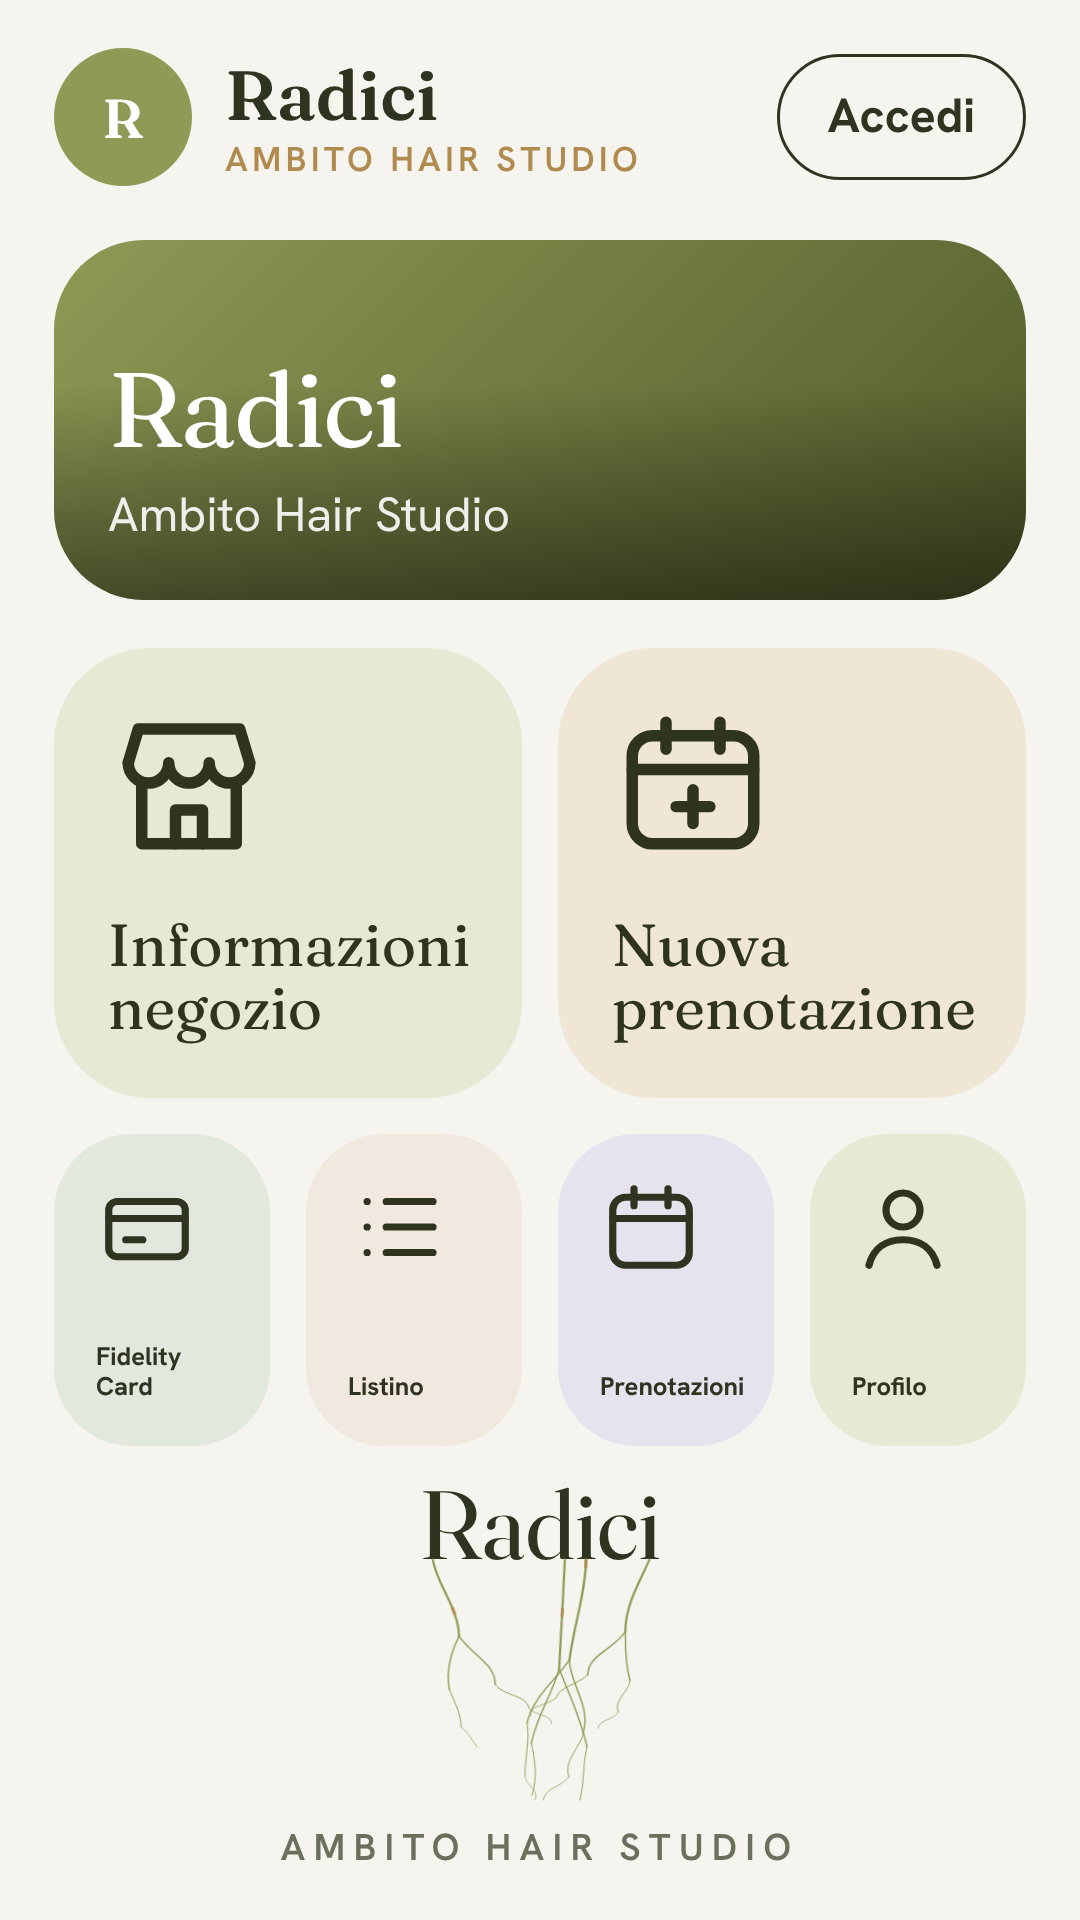 R
Radici
AMBITO HAIR STUDIO
Accedi
Radici
Ambito Hair Studio
Informazioni
negozio
Nuova
prenotazione
Fidelity
Card
Listino
Prenotazioni
Profilo
Radici
AMBITO HAIR STUDIO